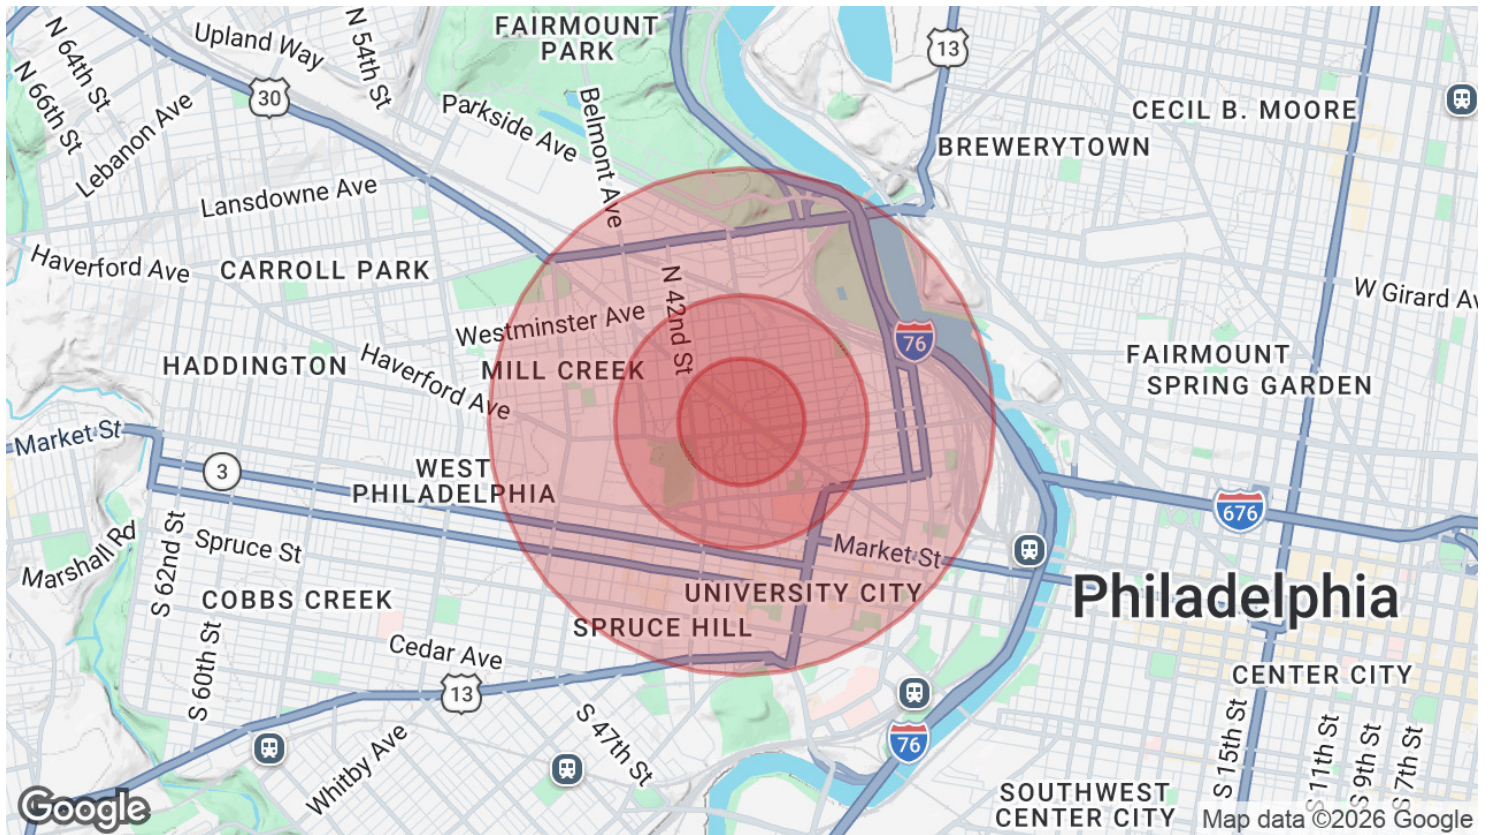 FAIRMOUNT
PARK
N 64th St
Upland Way
N 54th St
13
N 66th St
30
Lebanon Ave
Parkside Ave
Belmont Ave
CECIL B. MOORE
BREWERYTOWN
Lansdowne Ave
Haverford Ave
CARROLL PARK
N 42nd St
W Girard Av
Westminster Ave
76
HADDINGTON
Haverford Ave
MILL CREEK
FAIRMOUNT
SPRING GARDEN
Market St
3
WEST
PHILADELPHIA
676
Marshall Rd
S 62nd St
Spruce St
Market St
COBBS CREEK
UNIVERSITY CITY
Philadelphia
SPRUCE HILL
S 60th St
Cedar Ave
CENTER CITY
13
S 47th St
76
Whitby Ave
S 15th St
S 11th St
S 9th St
S 7th St
SOUTHWEST
CENTER CITY
Google
Map data ©2026 Google